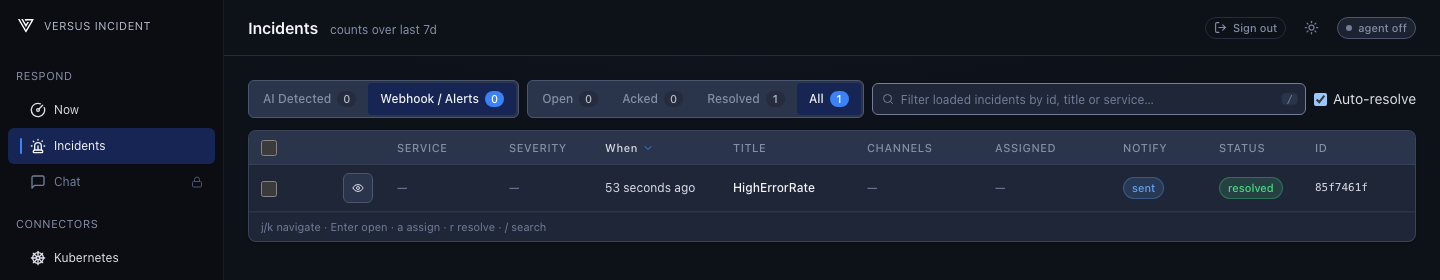 VERSUS INCIDENT
Incidents counts over last 7d
Sign out
agent off
RESPOND
Now
Incidents
Chat
CONNECTORS
Kubernetes
AI Detected 0 Webhook / Alerts 0
Open 0 Acked 0 Resolved 1 All 1
Filter loaded incidents by id, title or service... /
Auto-resolve
SERVICE SEVERITY When TITLE CHANNELS ASSIGNED NOTIFY STATUS ID
— — 53 seconds ago HighErrorRate — — sent resolved 85f7461f
j/k navigate · Enter open · a assign · r resolve · / search